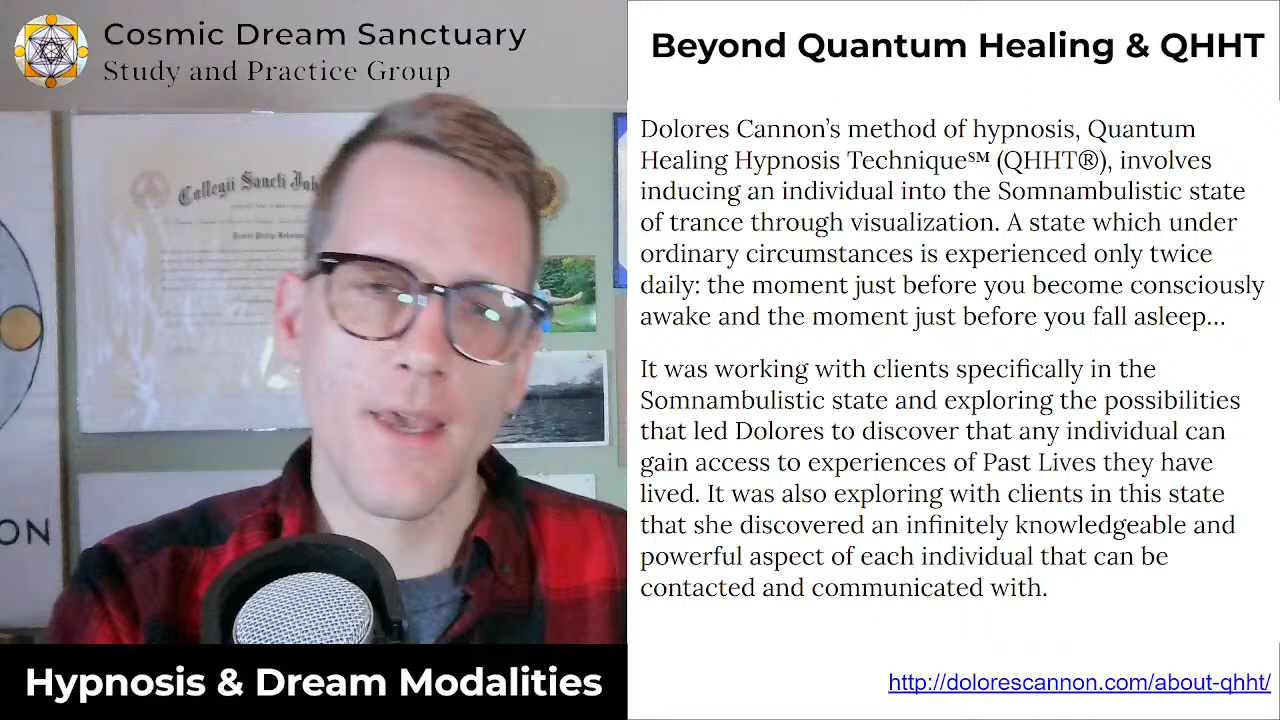 Cosmic Dream Sanctuary
Study and Practice Group
Collegii Sancti Joh
Daniel Philip
ON
Hypnosis & Dream Modalities
Beyond Quantum Healing & QHHT
Dolores Cannon’s method of hypnosis, Quantum
Healing Hypnosis Technique℠ (QHHT®), involves
inducing an individual into the Somnambulistic state
of trance through visualization. A state which under
ordinary circumstances is experienced only twice
daily: the moment just before you become consciously
awake and the moment just before you fall asleep...
It was working with clients specifically in the
Somnambulistic state and exploring the possibilities
that led Dolores to discover that any individual can
gain access to experiences of Past Lives they have
lived. It was also exploring with clients in this state
that she discovered an infinitely knowledgeable and
powerful aspect of each individual that can be
contacted and communicated with.
http://dolorescannon.com/about-qhht/